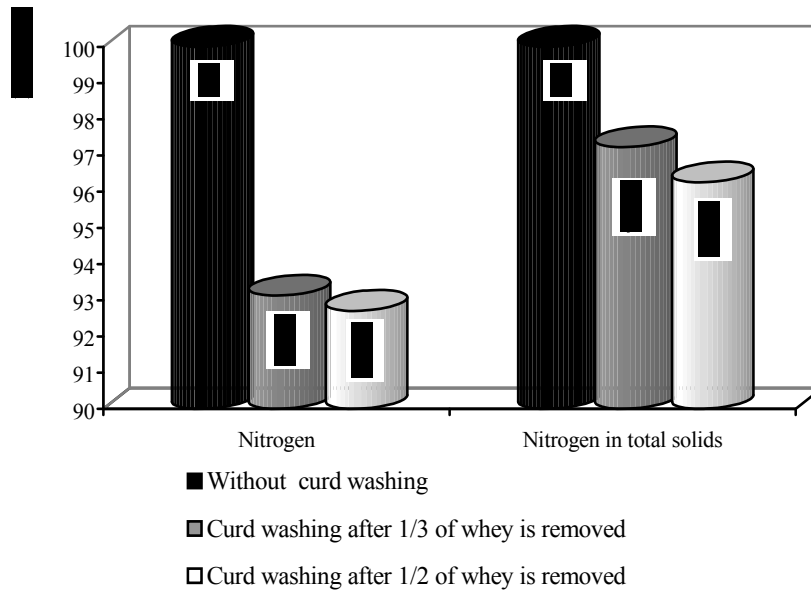 100
99
98
97
96
95
94
93
92
91
90
Nitrogen Nitrogen in total solids
Without curd washing
Curd washing after 1/3 of whey is removed
Curd washing after 1/2 of whey is removed